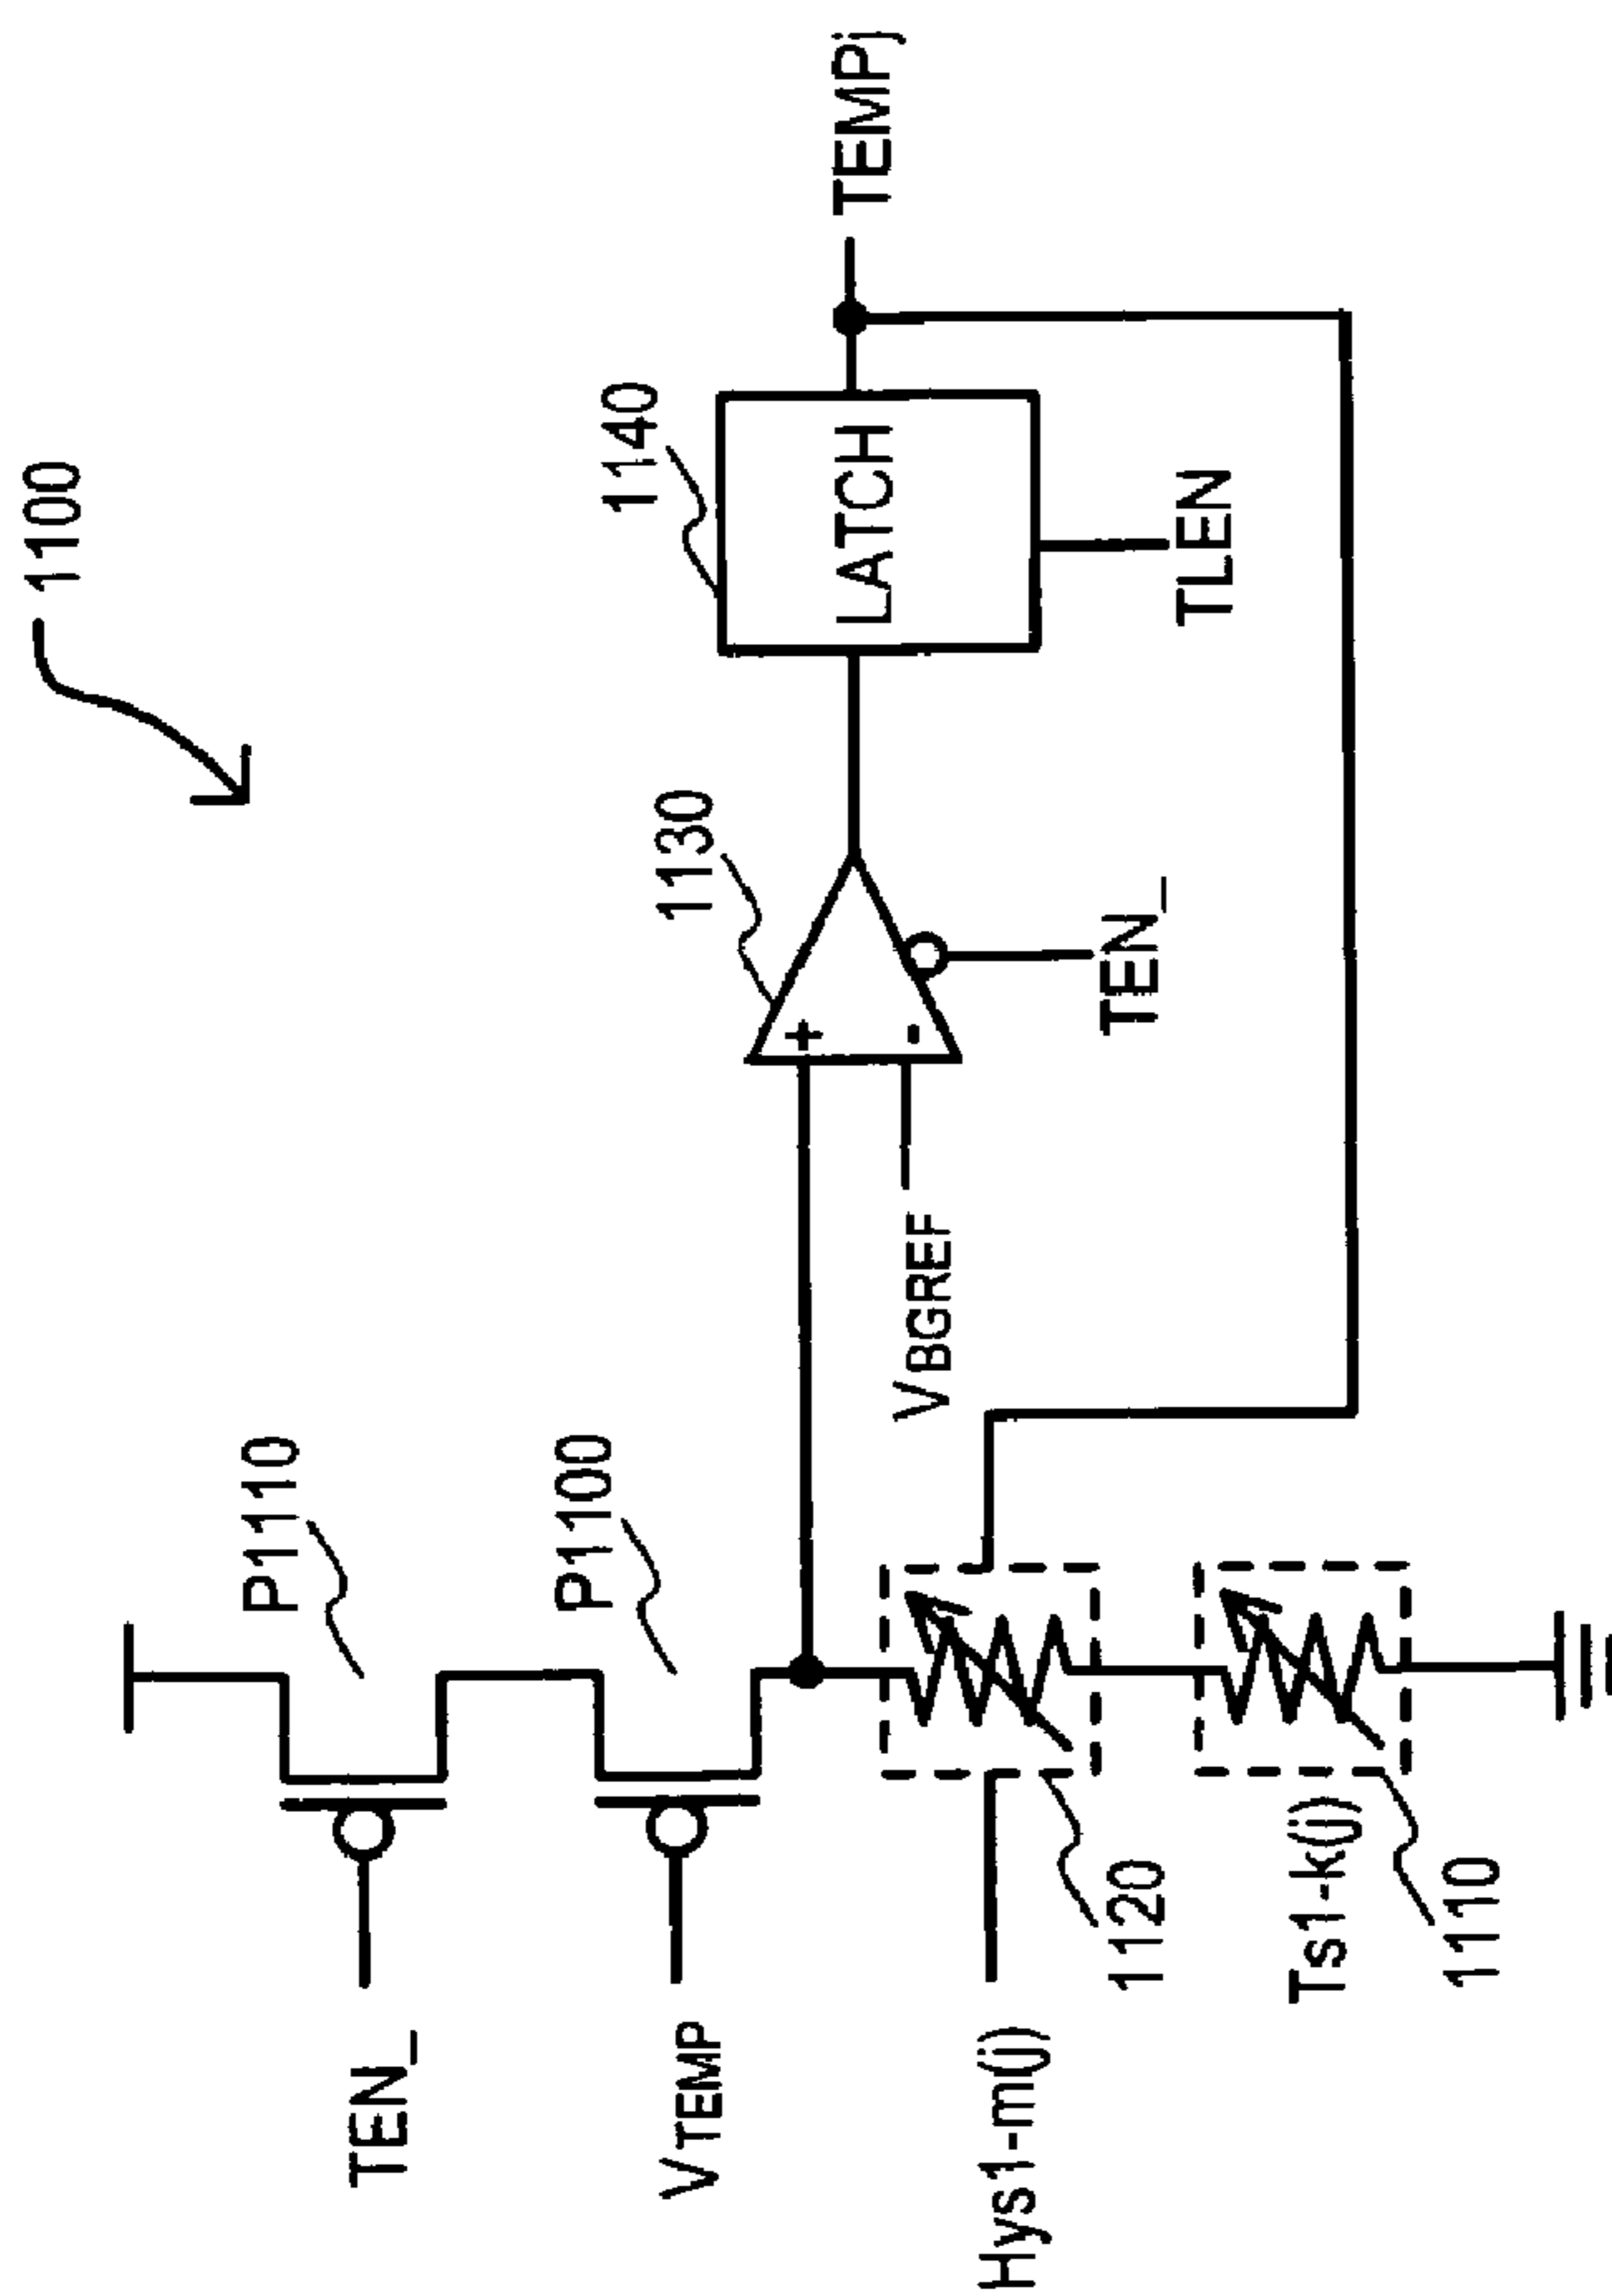 1100
P1110
TEN_
P1100
VTEMP
1130
+
-
VBGREF
TEN_
1140
LATCH
TLEN
TEMPj
Hys1-m(j)
1120
Ts1-k(j)
1110